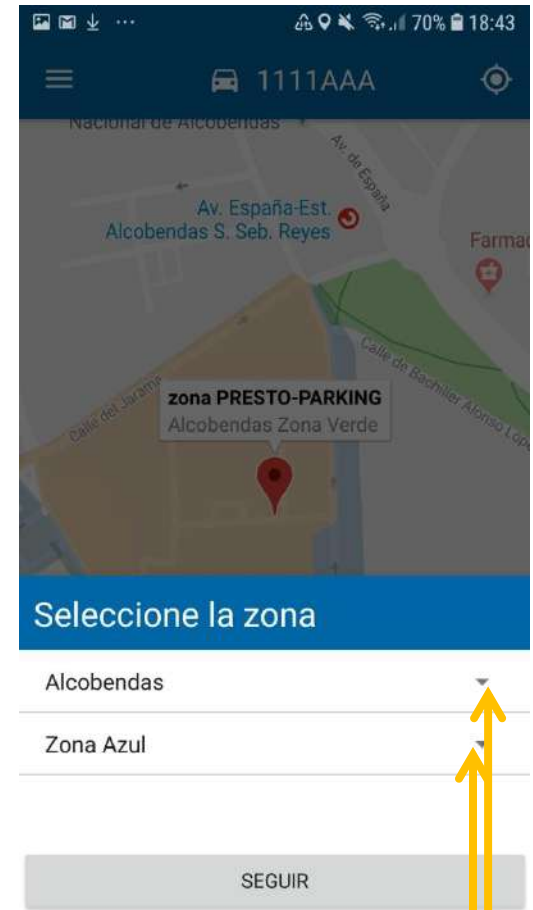 70% 18:43
1111AAA
Nacional de Alcobendas
Av. de España
Av. España-Est.
Alcobendas S. Seb. Reyes
Farmac
Calle de Bachiller Alonso Lope
Calle del Jarama
zona PRESTO-PARKING
Alcobendas Zona Verde
Seleccione la zona
Alcobendas
Zona Azul
SEGUIR